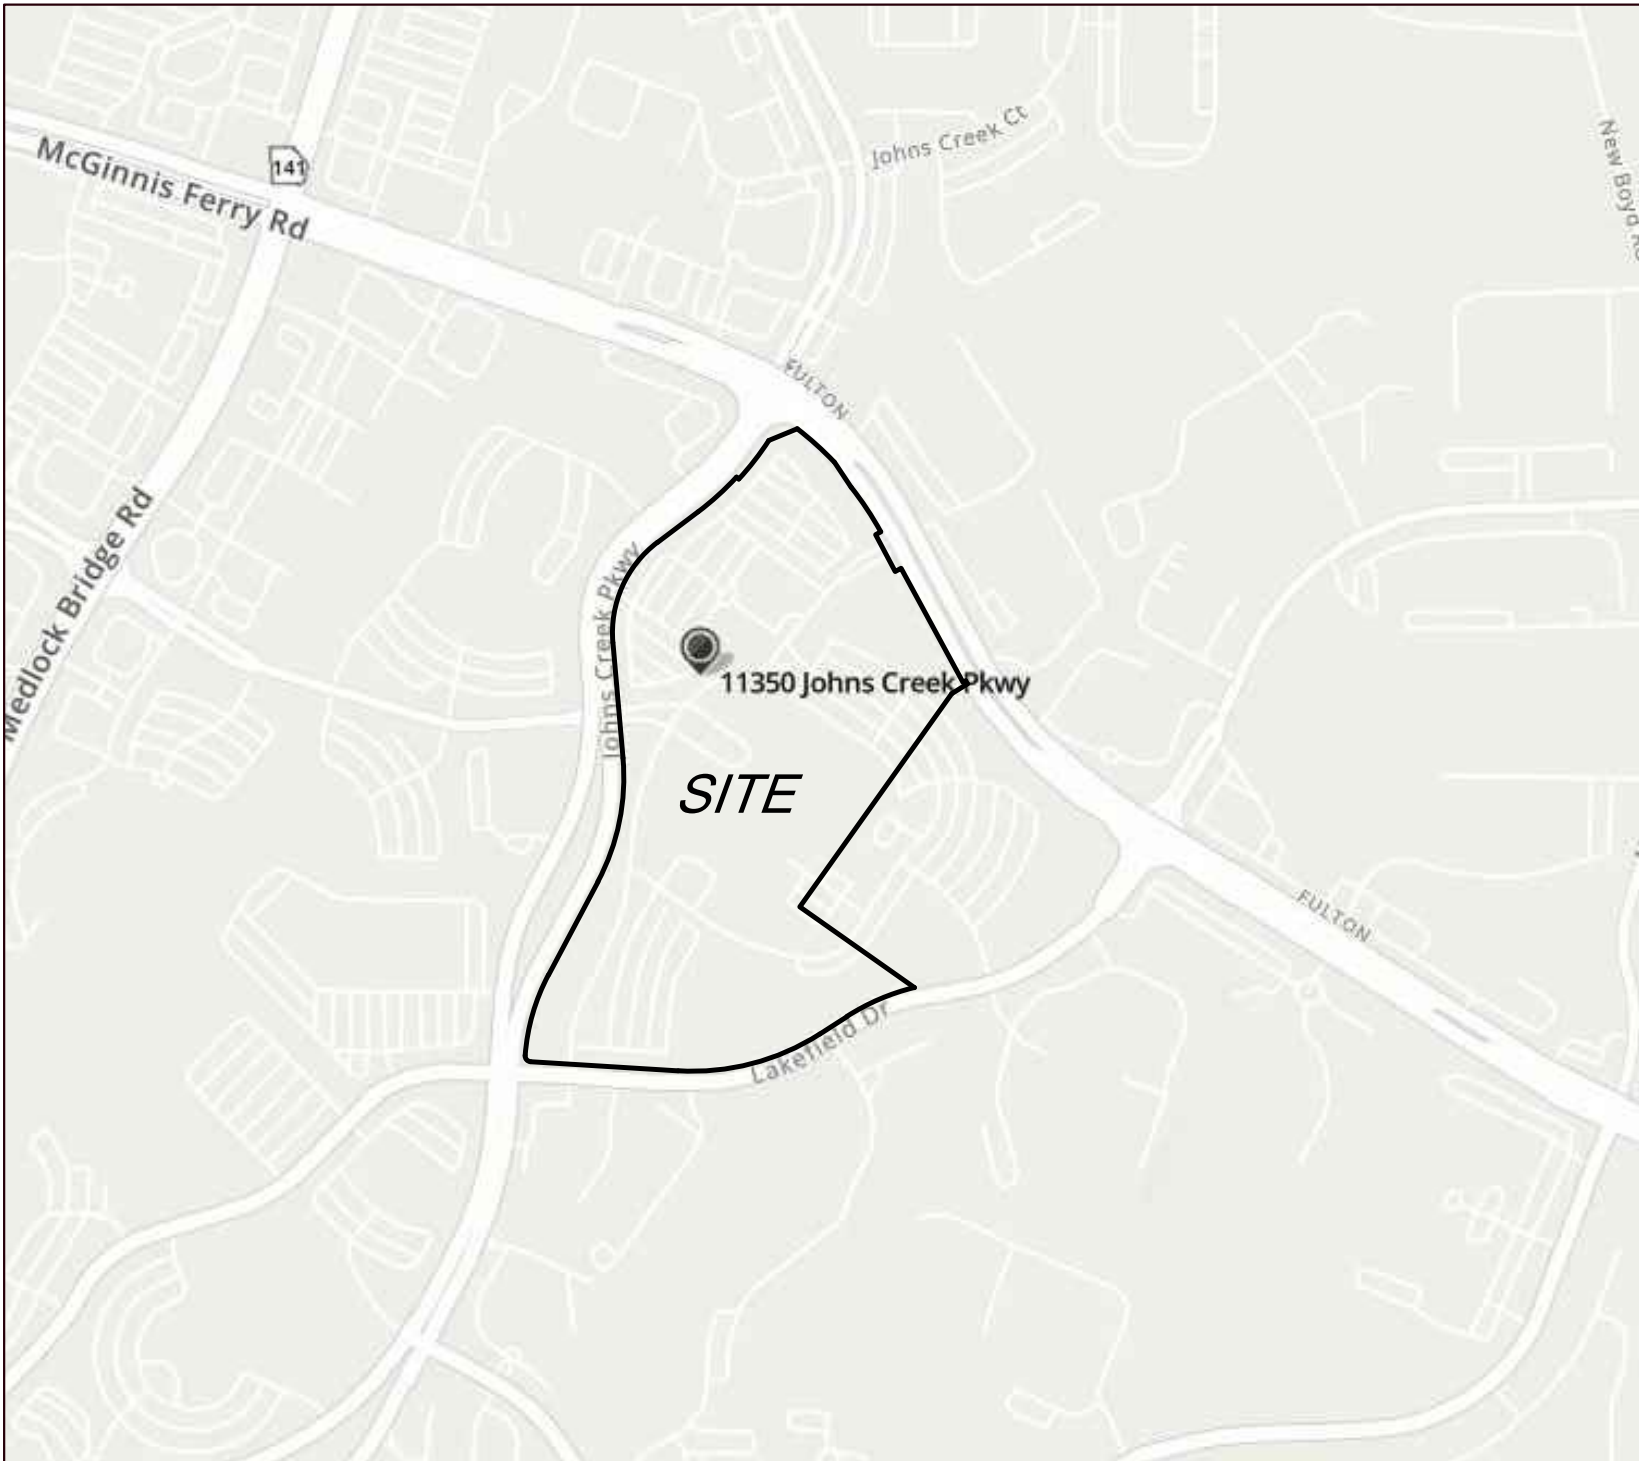 Johns Creek Ct
New Boyd Rd
141
McGinnis Ferry Rd
FULTON
Medlock Bridge Rd
Johns Creek Pkwy
11350 Johns Creek Pkwy
SITE
FULTON
Lakefield Dr